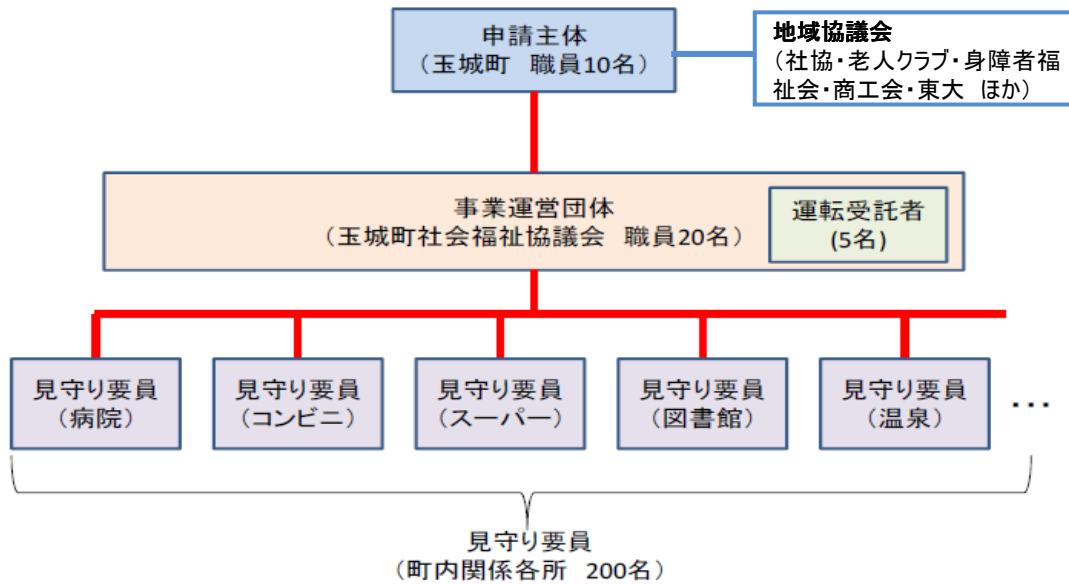 申請主体
（玉城町　職員10名）
地域協議会
（社協・老人クラブ・身障者福
祉会・商工会・東大　ほか）
事業運営団体
（玉城町社会福祉協議会　職員20名）
運転受託者
(5名)
見守り要員
（病院）
見守り要員
（コンビニ）
見守り要員
（スーパー）
見守り要員
（図書館）
見守り要員
（温泉）
・・・
見守り要員
（町内関係各所　200名）